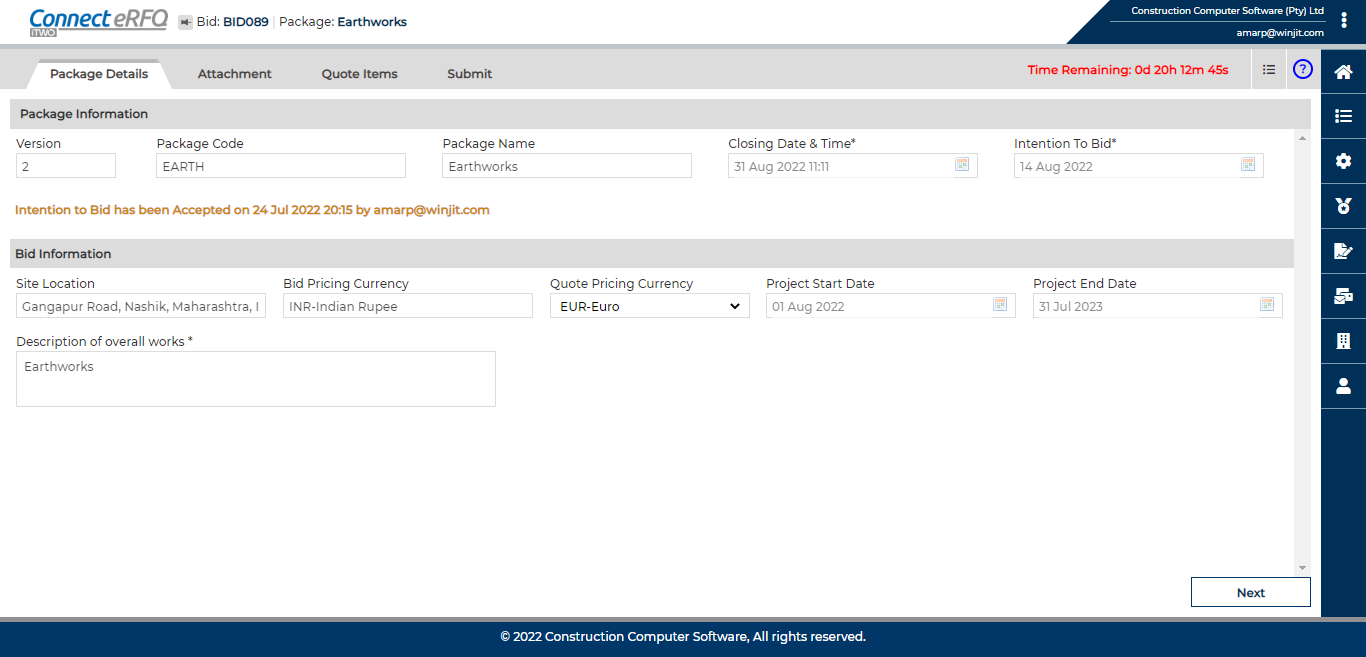 Connect eRFQ
iTWO
Bid: BID089 | Package: Earthworks
Construction Computer Software (Pty) Ltd
amarp@winjit.com
Package Details
Attachment
Quote Items
Submit
Time Remaining: 0d 20h 12m 45s
?
Package Information
Version
Package Code
Package Name
Closing Date & Time*
Intention To Bid*
2
EARTH
Earthworks
31 Aug 2022 11:11
14 Aug 2022
Intention to Bid has been Accepted on 24 Jul 2022 20:15 by amarp@winjit.com
Bid Information
Site Location
Bid Pricing Currency
Quote Pricing Currency
Project Start Date
Project End Date
Gangapur Road, Nashik, Maharashtra, I
INR-Indian Rupee
EUR-Euro
01 Aug 2022
31 Jul 2023
Description of overall works *
Earthworks
Next
© 2022 Construction Computer Software, All rights reserved.